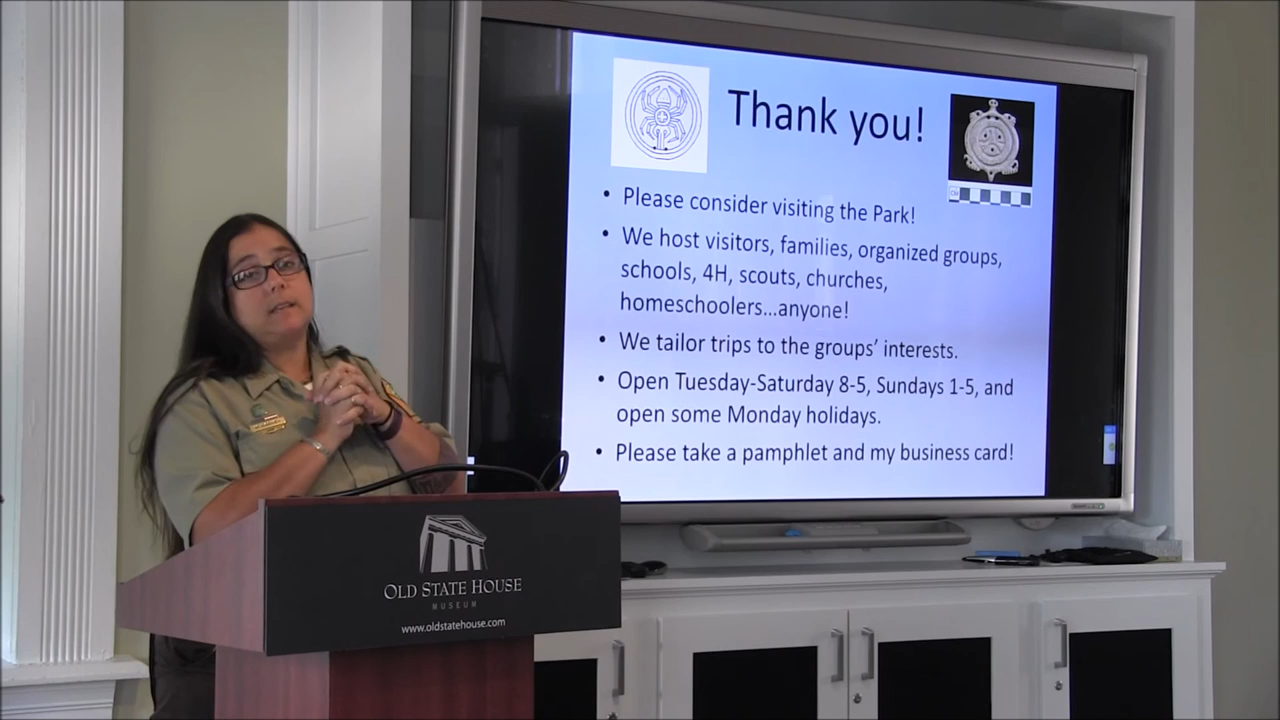 Thank you!
• Please consider visiting the Park!
• We host visitors, families, organized groups,
schools, 4H, scouts, churches,
homeschoolers...anyone!
• We tailor trips to the groups' interests.
• Open Tuesday-Saturday 8-5, Sundays 1-5, and
open some Monday holidays.
• Please take a pamphlet and my business card!
CM
OLD STATE HOUSE
MUSEUM
www.oldstatehouse.com